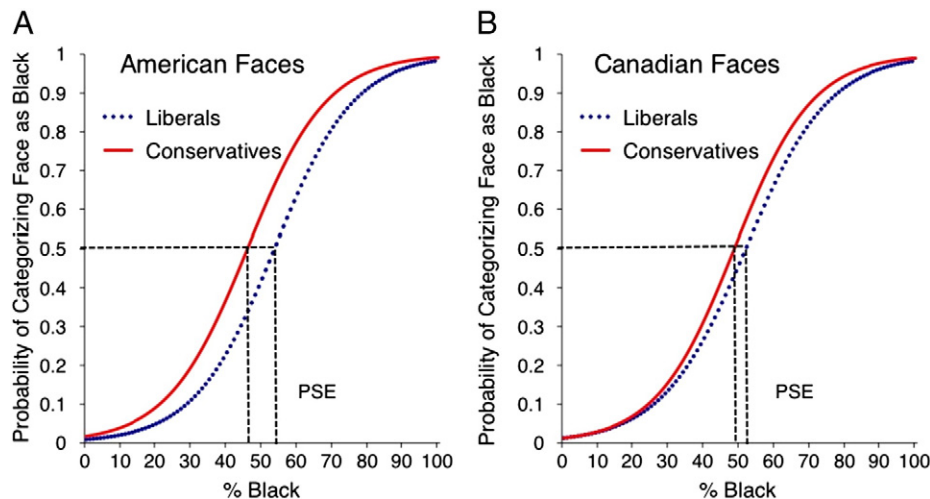 A
American Faces
Liberals
Conservatives
Probability of Categorizing Face as Black
1
0.9
0.8
0.7
0.6
0.5
0.4
0.3
0.2
0.1
0
PSE
0 10 20 30 40 50 60 70 80 90 100
% Black
B
Canadian Faces
Liberals
Conservatives
Probability of Categorizing Face as Black
1
0.9
0.8
0.7
0.6
0.5
0.4
0.3
0.2
0.1
0
PSE
0 10 20 30 40 50 60 70 80 90 100
% Black